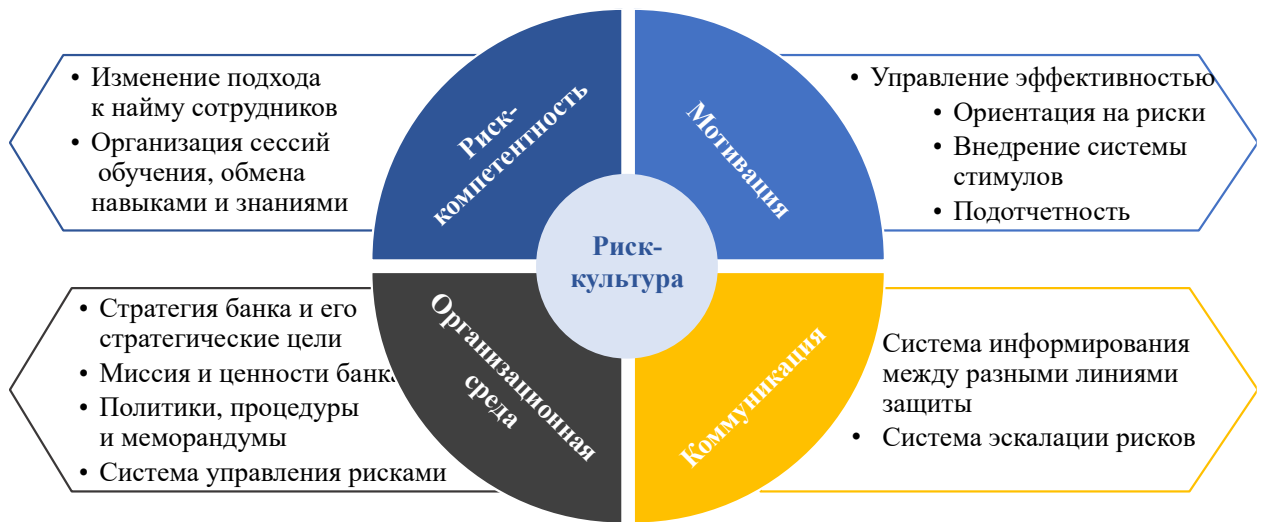 • Изменение подхода
к найму сотрудников
• Организация сессий
обучения, обмена
навыками и знаниями
Риск-
компетентность
Мотивация
• Управление эффективностью
• Ориентация на риски
• Внедрение системы
стимулов
• Подотчетность
Риск-
культура
• Стратегия банка и его
стратегические цели
• Миссия и ценности банка
• Политики, процедуры
и меморандумы
• Система управления рисками
Организационная
среда
Коммуникация
Система информирования
между разными линиями
защиты
• Система эскалации рисков